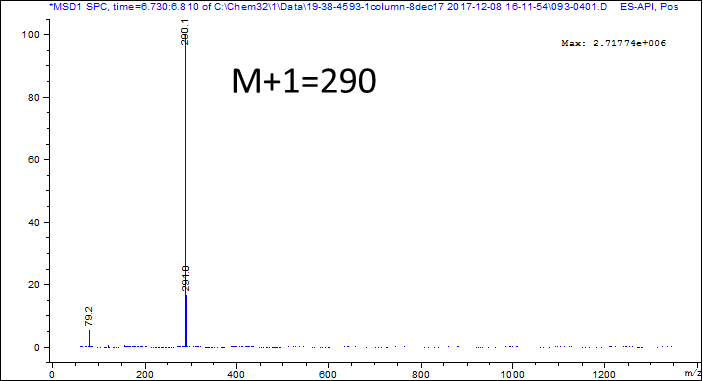 *MSD1 SPC, time=6.730:6.810 of C:\Chem32\1\Data\19-38-4593-1column-8dec17 2017-12-08 16-11-54\093-0401.D    ES-API, Pos
290.1
100
Max: 2.71774e+006
M+1=290
80
60
40
291.0
20
79.2
0
0 200 400 600 800 1000 1200 m/z